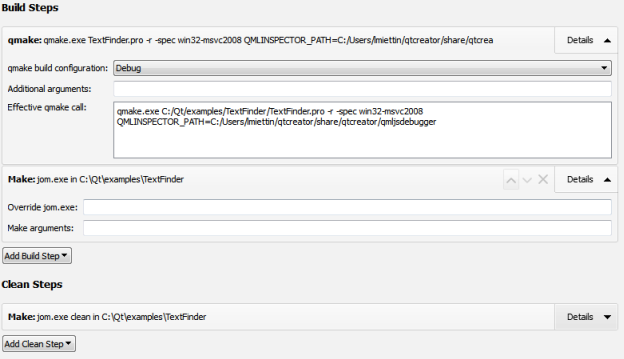 Build Steps
qmake: qmake.exe TextFinder.pro -r -spec win32-msvc2008 QMLINSPECTOR_PATH=C:/Users/lmiettin/qtcreator/share/qtcrea
Details
qmake build configuration: Debug
Additional arguments:
Effective qmake call:
qmake.exe C:/Qt/examples/TextFinder/TextFinder.pro -r -spec win32-msvc2008
QMLINSPECTOR_PATH=C:/Users/lmiettin/qtcreator/share/qtcreator/qmljsdebugger
Make: jom.exe in C:\Qt\examples\TextFinder
Details
Override jom.exe:
Make arguments:
Add Build Step
Clean Steps
Make: jom.exe clean in C:\Qt\examples\TextFinder
Details
Add Clean Step